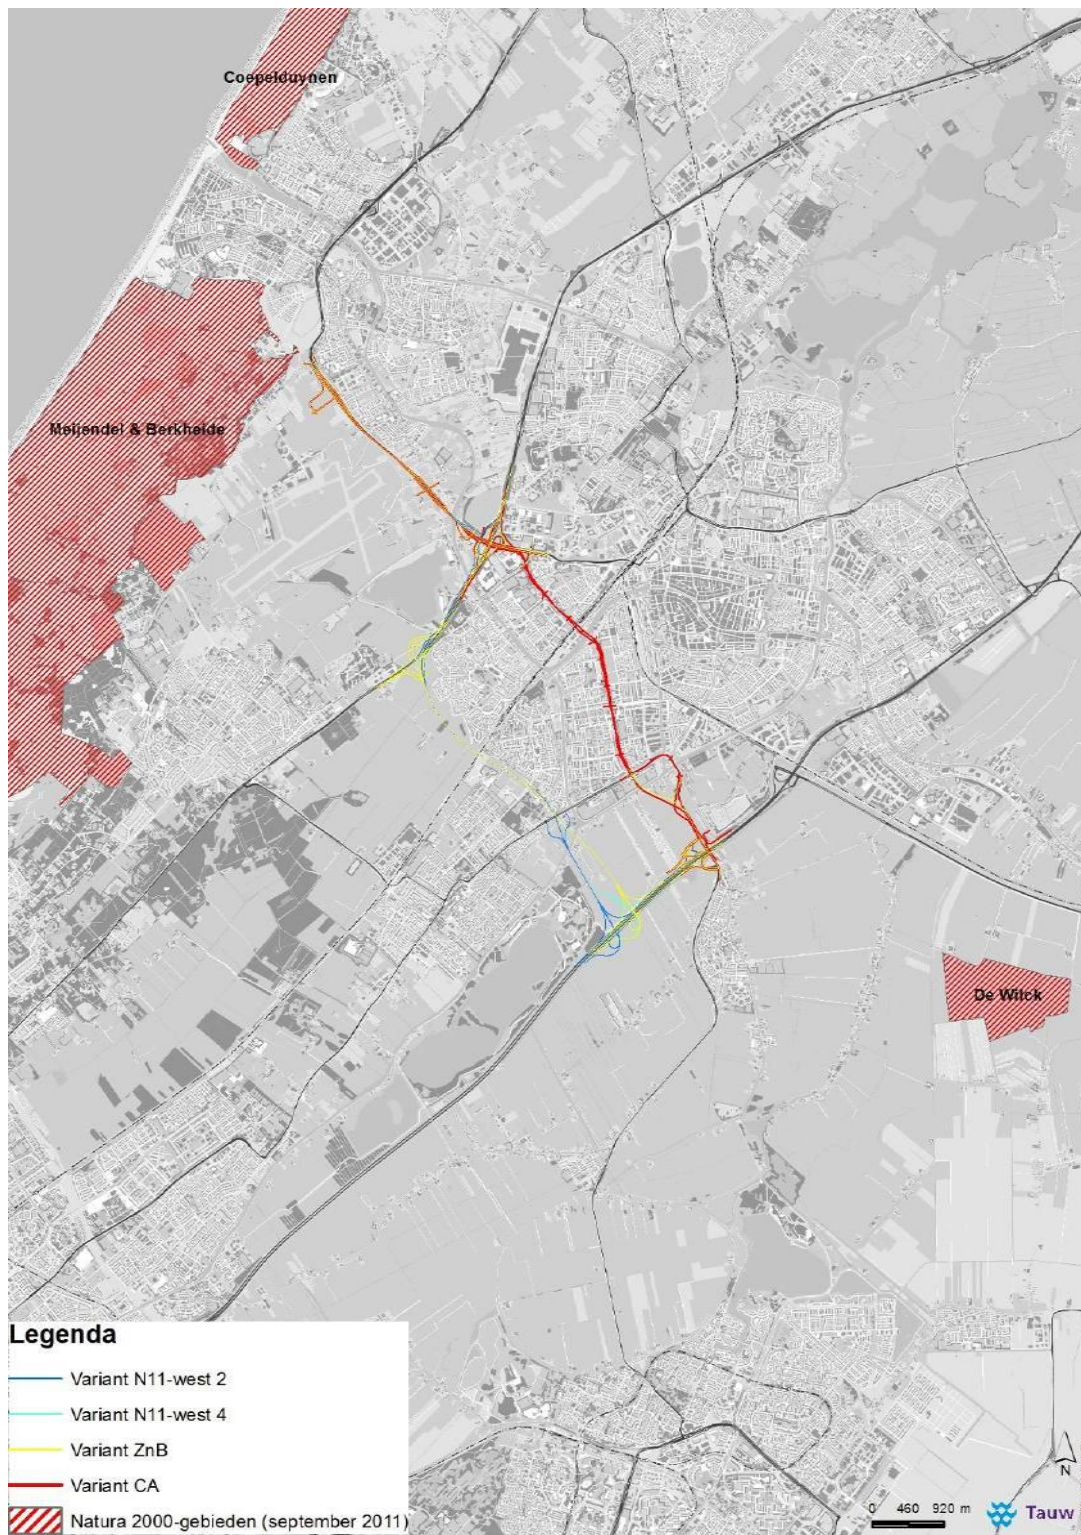 Coepelduynen
Meijendel & Berkheide
De Wilck
Legenda
Variant N11-west 2
Variant N11-west 4
Variant ZnB
Variant CA
Natura 2000-gebieden (september 2011)
N
0 460 920 m
Tauw